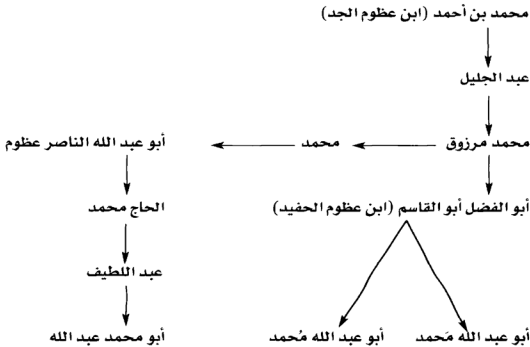 محمد بن أحمد (ابن عظوم الجد)
عبد الجليل
محمد مرزوق
محمد
أبو عبد الله الناصر عظوم
أبو الفضل أبو القاسم (ابن عظوم الحفيد)
الحاج محمد
عبد اللطيف
أبو عبد الله مَحمد
أبو عبد الله مُحمد
أبو محمد عبد الله